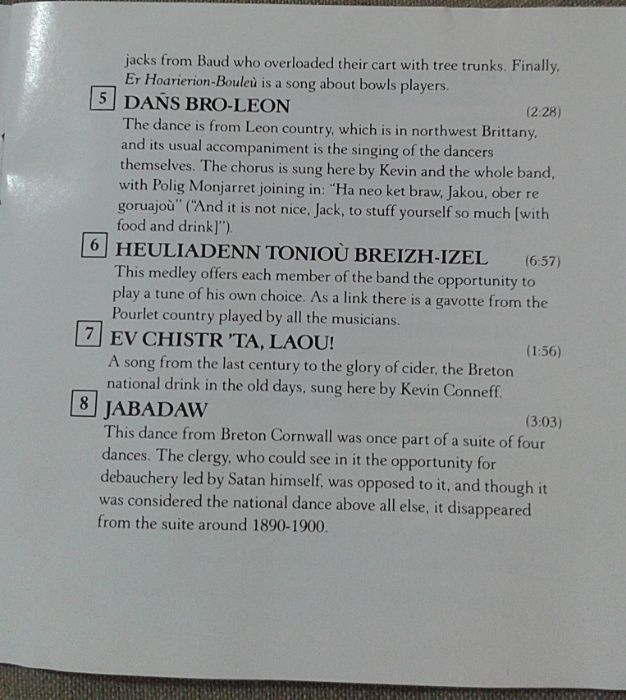 jacks from Baud who overloaded their cart with tree trunks. Finally,
Er Hoarierion-Bouleù is a song about bowls players.
5 DAÑS BRO-LEON (2:28)
The dance is from Leon country, which is in northwest Brittany,
and its usual accompaniment is the singing of the dancers
themselves. The chorus is sung here by Kevin and the whole band,
with Polig Monjarret joining in: "Ha neo ket braw, Jakou, ober re
goruajoù" ("And it is not nice, Jack, to stuff yourself so much [with
food and drink]").
6 HEULIADENN TONIOÙ BREIZH-IZEL (6:57)
This medley offers each member of the band the opportunity to
play a tune of his own choice. As a link there is a gavotte from the
Pourlet country played by all the musicians.
7 EV CHISTR 'TA, LAOU! (1:56)
A song from the last century to the glory of cider, the Breton
national drink in the old days, sung here by Kevin Conneff.
8 JABADAW (3:03)
This dance from Breton Cornwall was once part of a suite of four
dances. The clergy, who could see in it the opportunity for
debauchery led by Satan himself, was opposed to it, and though it
was considered the national dance above all else, it disappeared
from the suite around 1890-1900.